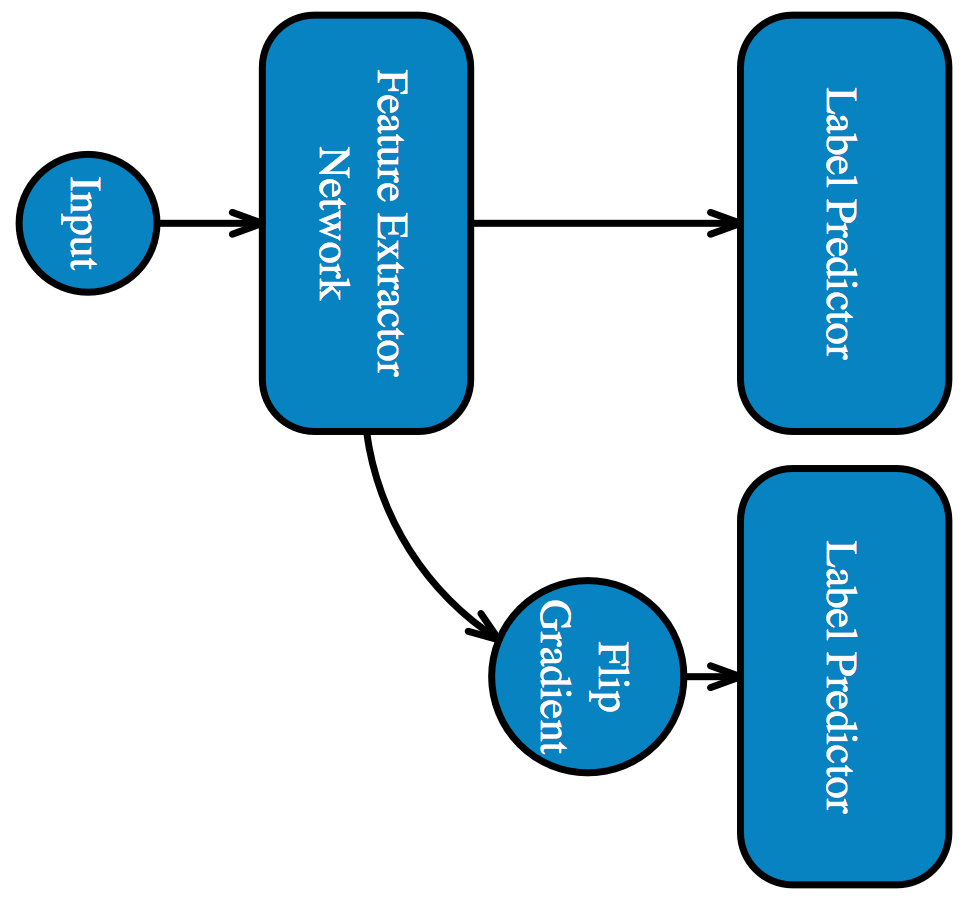 Input
Feature Extractor
Network
Label Predictor
Flip
Gradient
Label Predictor